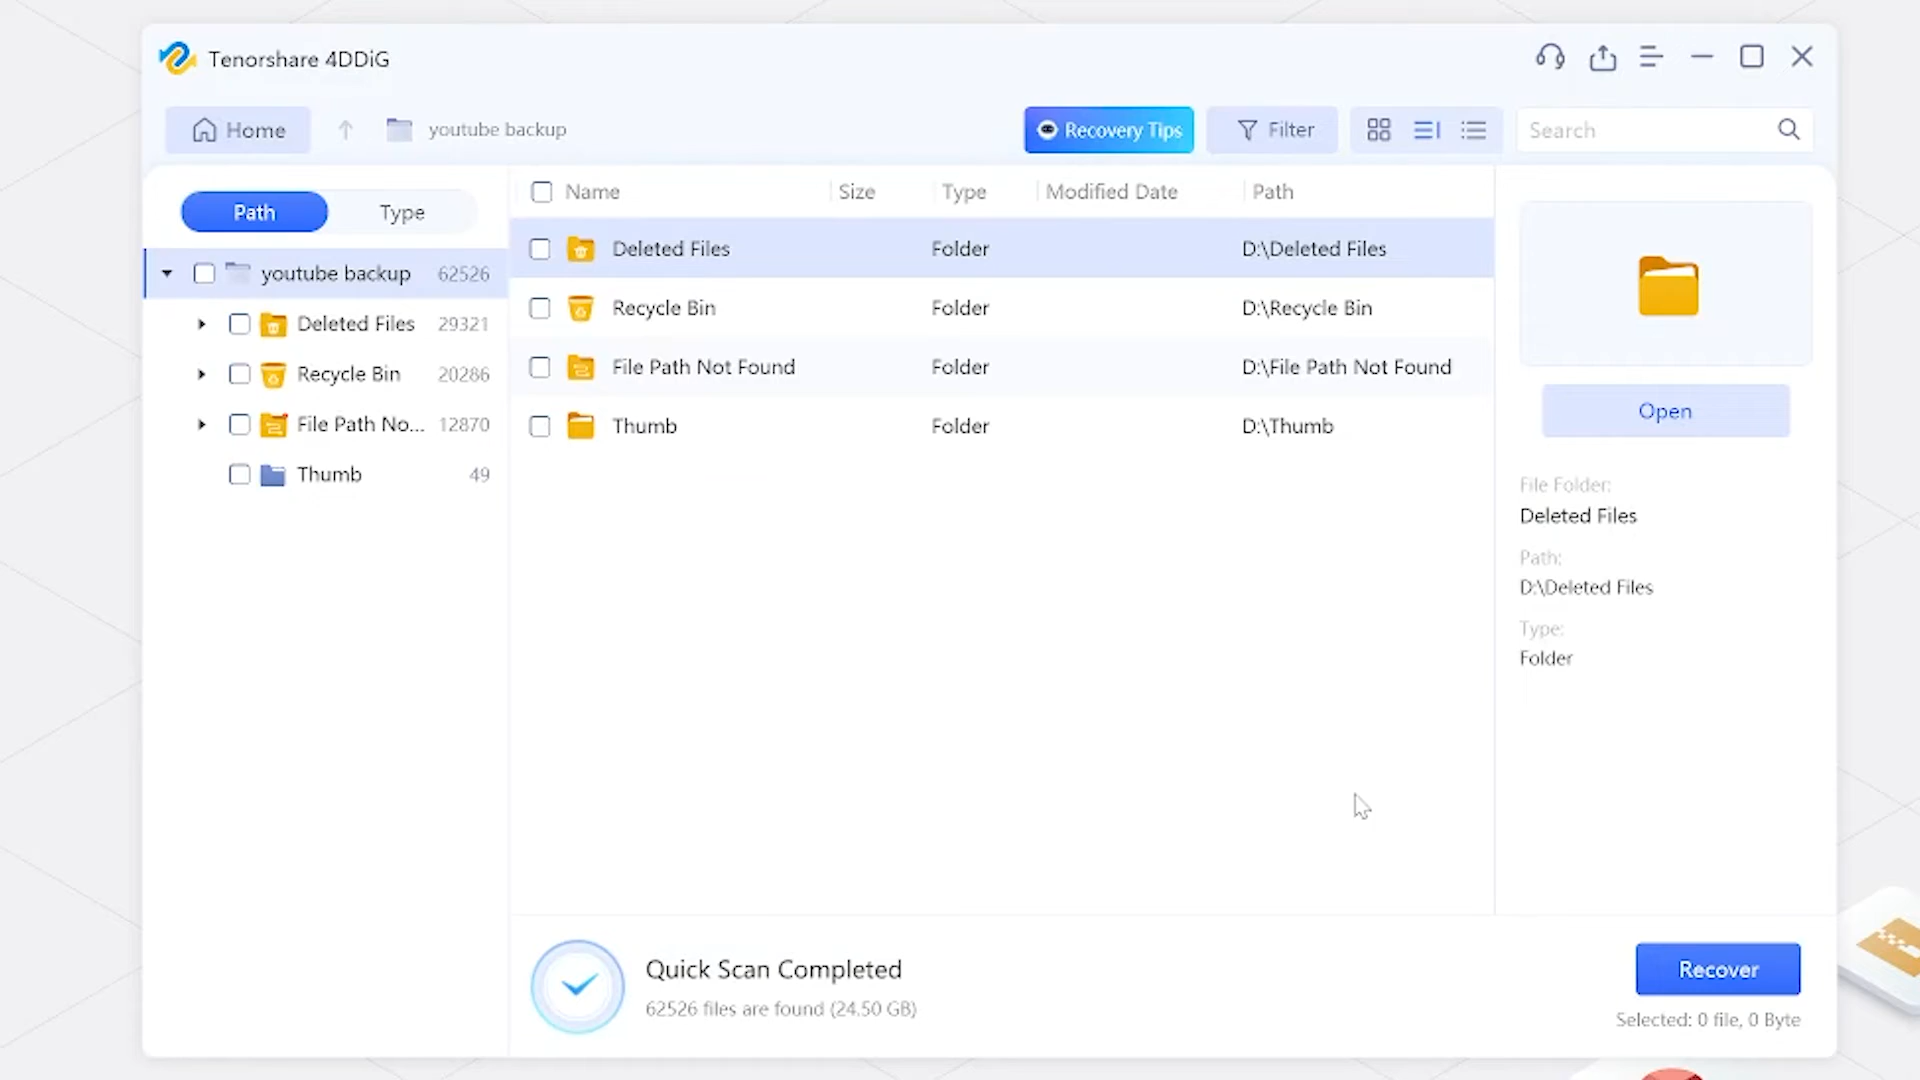 Tenorshare 4DDiG
Home
youtube backup
Recovery Tips
Filter
Search
Path
Type
youtube backup 62526
Deleted Files 29321
Recycle Bin 20286
File Path No... 12870
Thumb 49
Name Size Type Modified Date Path
Deleted Files Folder D:\Deleted Files
Recycle Bin Folder D:\Recycle Bin
File Path Not Found Folder D:\File Path Not Found
Thumb Folder D:\Thumb
Open
File Folder:
Deleted Files
Path:
D:\Deleted Files
Type:
Folder
Quick Scan Completed
62526 files are found (24.50 GB)
Recover
Selected: 0 file, 0 Byte